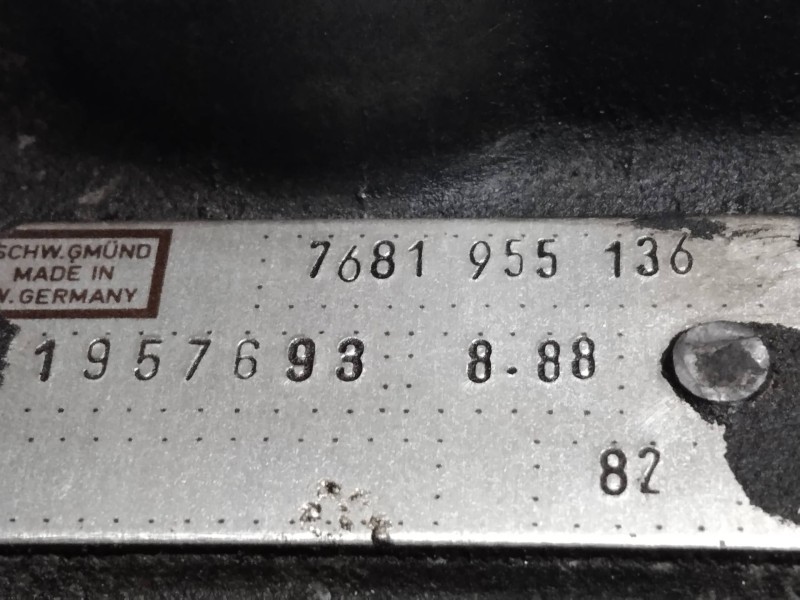 SCHW.GMÜND
MADE IN
W.GERMANY
7681 955 136
1957693 8.88
82